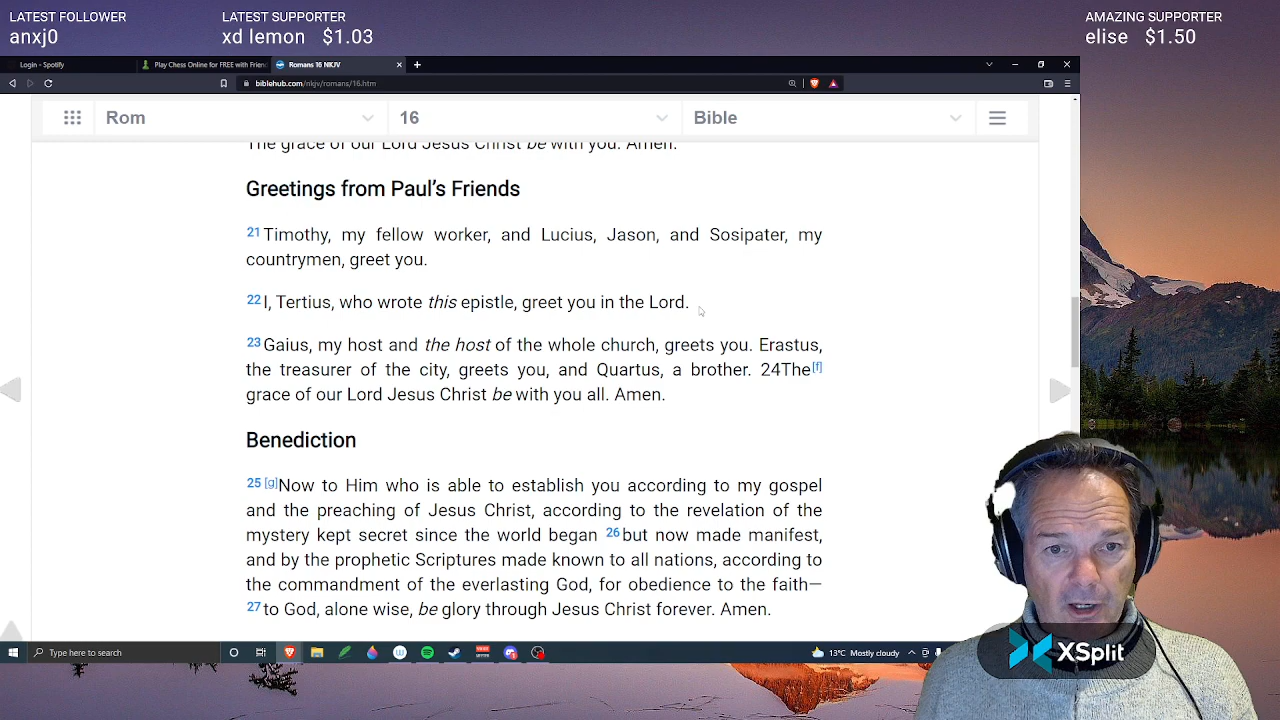 LATEST FOLLOWER
anxj0
LATEST SUPPORTER
xd lemon $1.03
AMAZING SUPPORTER
elise $1.50
Login - Spotify
Play Chess Online for FREE with Friend
Romans 16 NKJV
biblehub.com/nkjv/romans/16.htm
Rom
16
Bible
The grace of our Lord Jesus Christ be with you. Amen.
Greetings from Paul’s Friends
21 Timothy, my fellow worker, and Lucius, Jason, and Sosipater, my
countrymen, greet you.
22 I, Tertius, who wrote this epistle, greet you in the Lord.
23 Gaius, my host and the host of the whole church, greets you. Erastus,
the treasurer of the city, greets you, and Quartus, a brother. 24The[f]
grace of our Lord Jesus Christ be with you all. Amen.
Benediction
25 [g]Now to Him who is able to establish you according to my gospel
and the preaching of Jesus Christ, according to the revelation of the
mystery kept secret since the world began 26 but now made manifest,
and by the prophetic Scriptures made known to all nations, according to
the commandment of the everlasting God, for obedience to the faith—
27 to God, alone wise, be glory through Jesus Christ forever. Amen.
Type here to search
13°C Mostly cloudy
XSplit